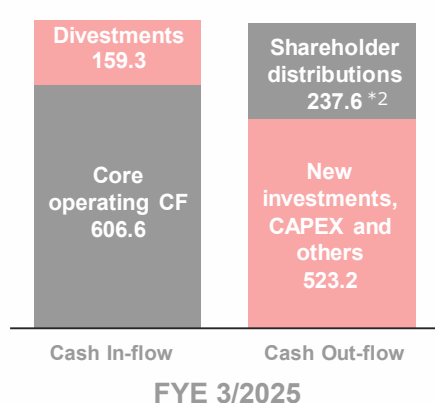 Divestments
159.3
Core
operating CF
606.6
Shareholder
distributions
237.6 *2
New
investments,
CAPEX and
others
523.2
Cash In-flow
Cash Out-flow
FYE 3/2025